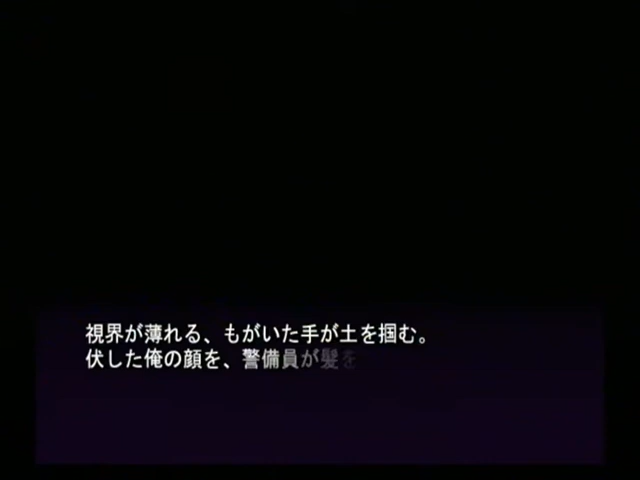 視界が薄れる、もがいた手が土を掴む。
伏した俺の顔を、警備員が髪を